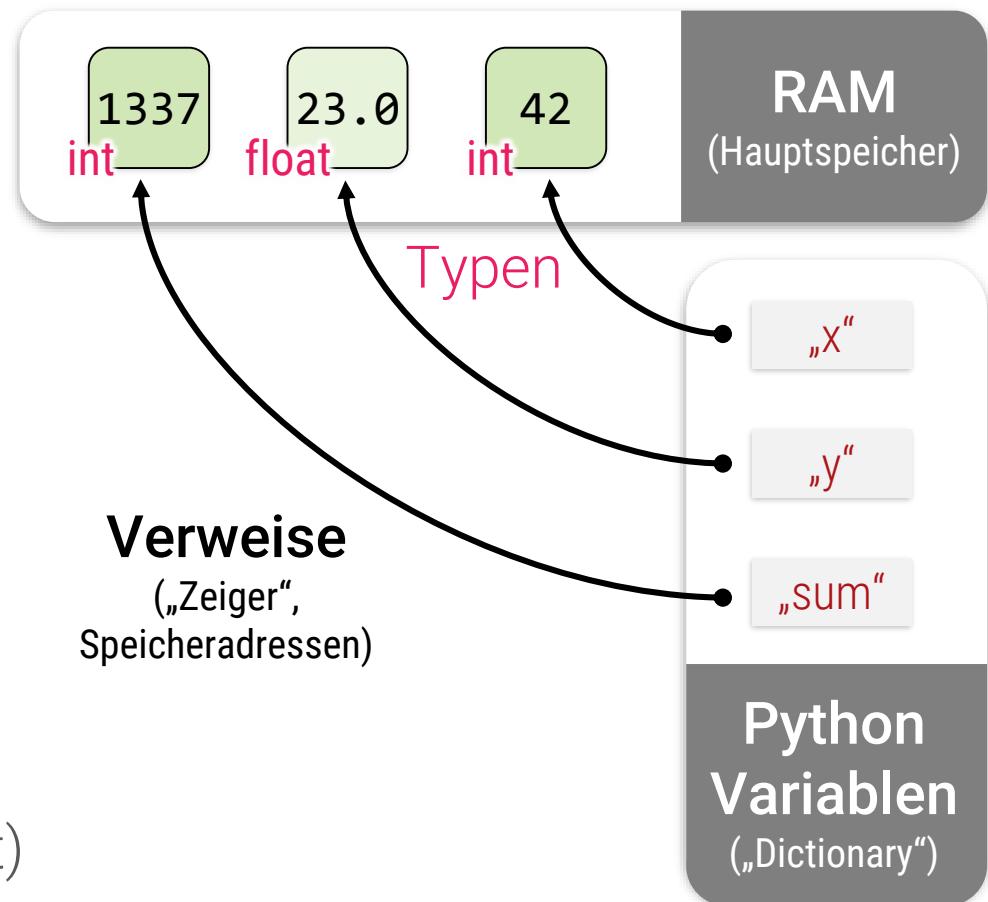 1337
23.0
42
int
float
int
RAM
(Hauptspeicher)
Typen
„x“
„y“
„sum“
Verweise
(„Zeiger“,
Speicheradressen)
Python
Variablen
(„Dictionary“)